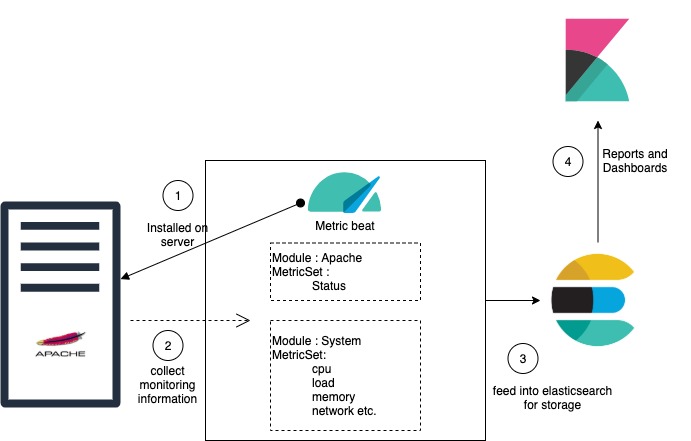 4
Reports and
Dashboards
1
Installed on
server
Metric beat
Module : Apache
MetricSet :
Status
APACHE
2
collect
monitoring
information
Module : System
MetricSet:
cpu
load
memory
network etc.
3
feed into elasticsearch
for storage